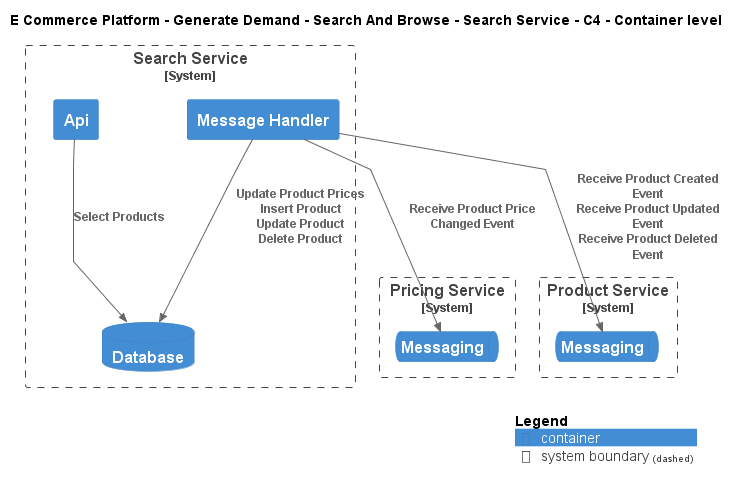 E Commerce Platform - Generate Demand - Search And Browse - Search Service - C4 - Container level
Search Service
[System]
Api
Message Handler
Select Products
Update Product Prices
Insert Product
Update Product
Delete Product
Receive Product Price
Changed Event
Receive Product Created
Event
Receive Product Updated
Event
Receive Product Deleted
Event
Pricing Service
[System]
Product Service
[System]
Database
Messaging
Messaging
Legend
container
system boundary (dashed)